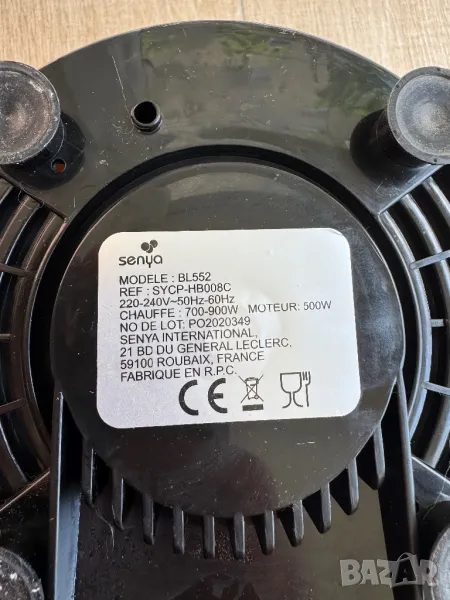 senya
MODELE : BL552
REF : SYCP-HB008C
220-240V~50Hz-60Hz
CHAUFFE : 700-900W MOTEUR: 500W
NO DE LOT: PO2020349
SENYA INTERNATIONAL,
21 BD DU GENERAL LECLERC,
59100 ROUBAIX, FRANCE
FABRIQUE EN R.P.C.
CE
BAZAR.bg